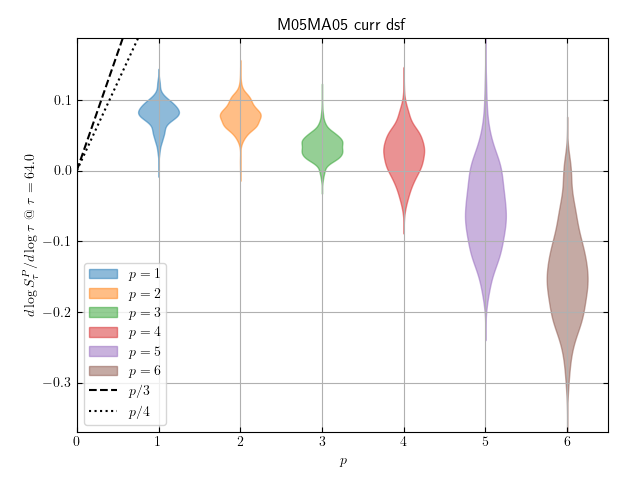 M05MA05 curr dsf
d log S_τ^P / d log τ @ τ = 64.0
0.1
0.0
−0.1
−0.2
−0.3
p = 1
p = 2
p = 3
p = 4
p = 5
p = 6
p/3
p/4
0 1 2 3 4 5 6
p